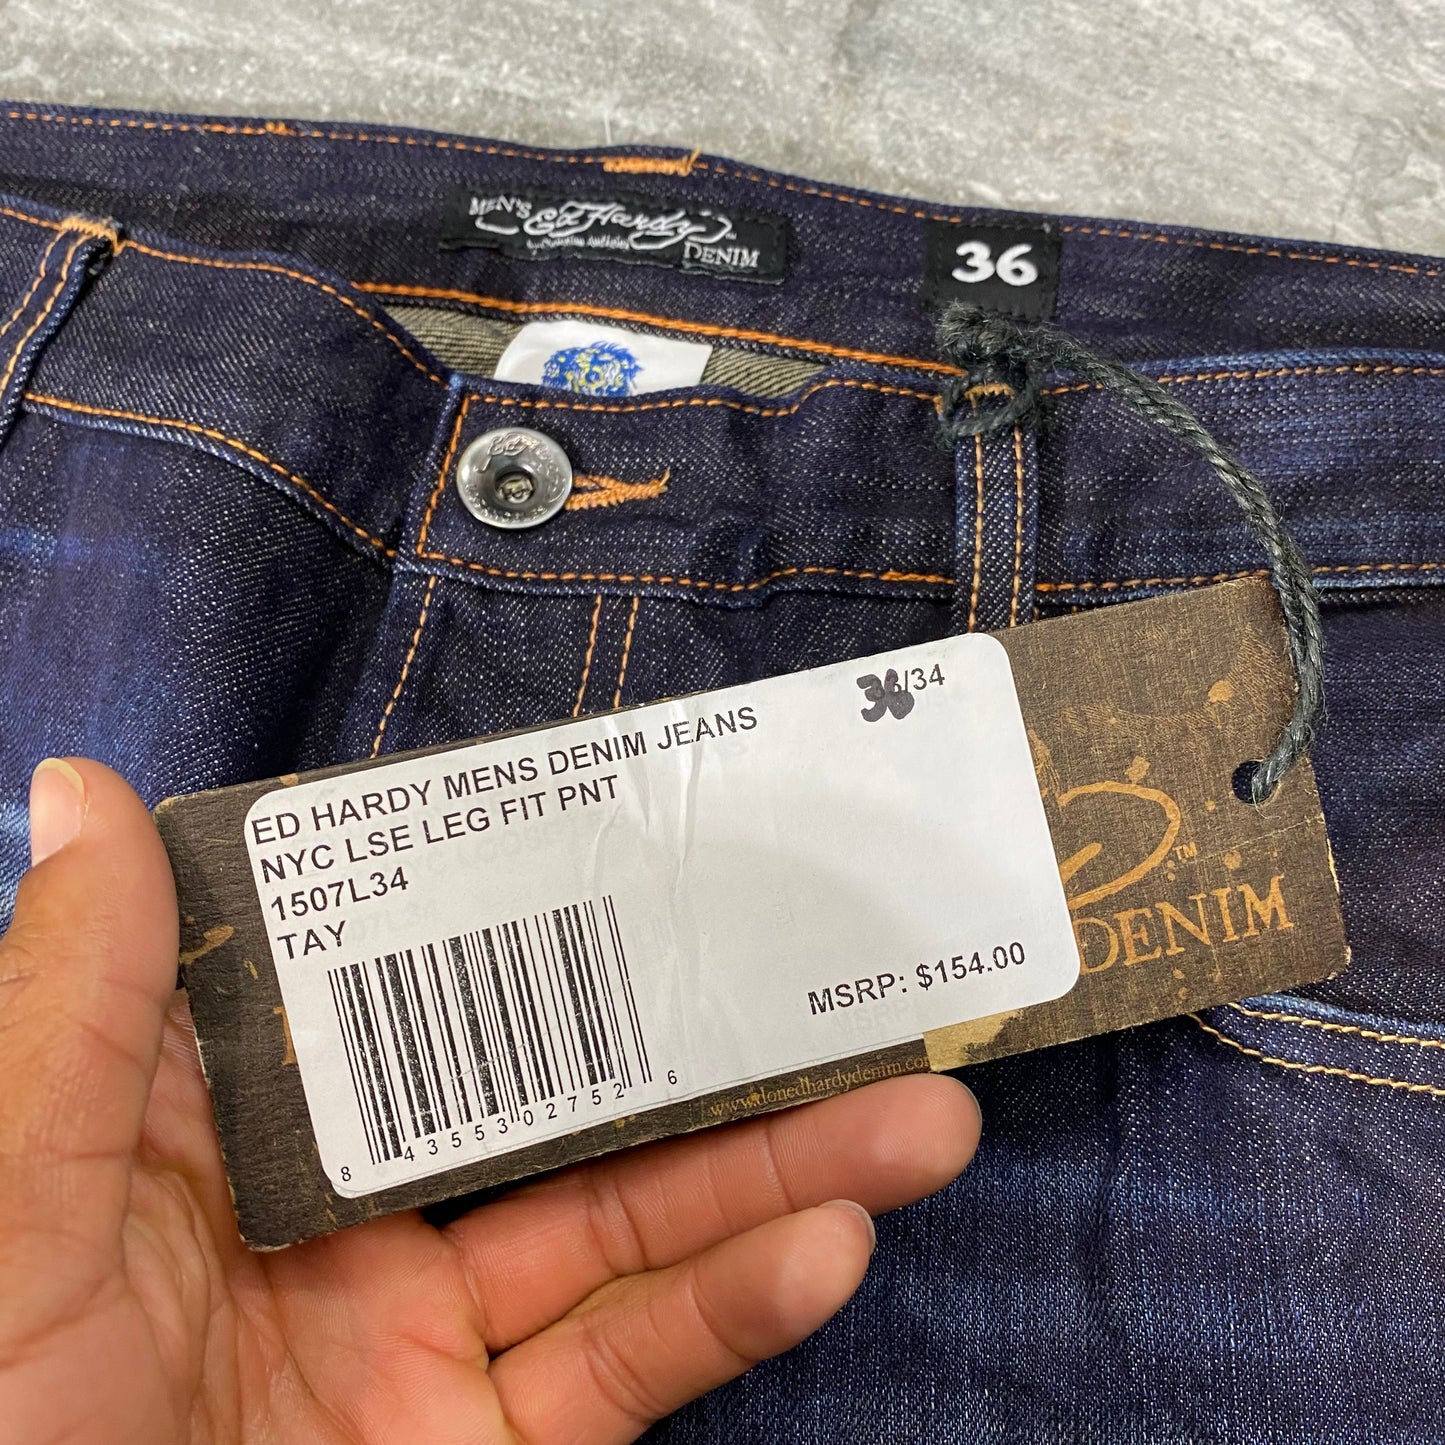 MEN'S Ed Hardy DENIM
36
36/34
ED HARDY MENS DENIM JEANS
NYC LSE LEG FIT PNT
1507L34
TAY
MSRP: $154.00
8 43553 02752 6
DENIM
TM
www.donedhardydenim.com